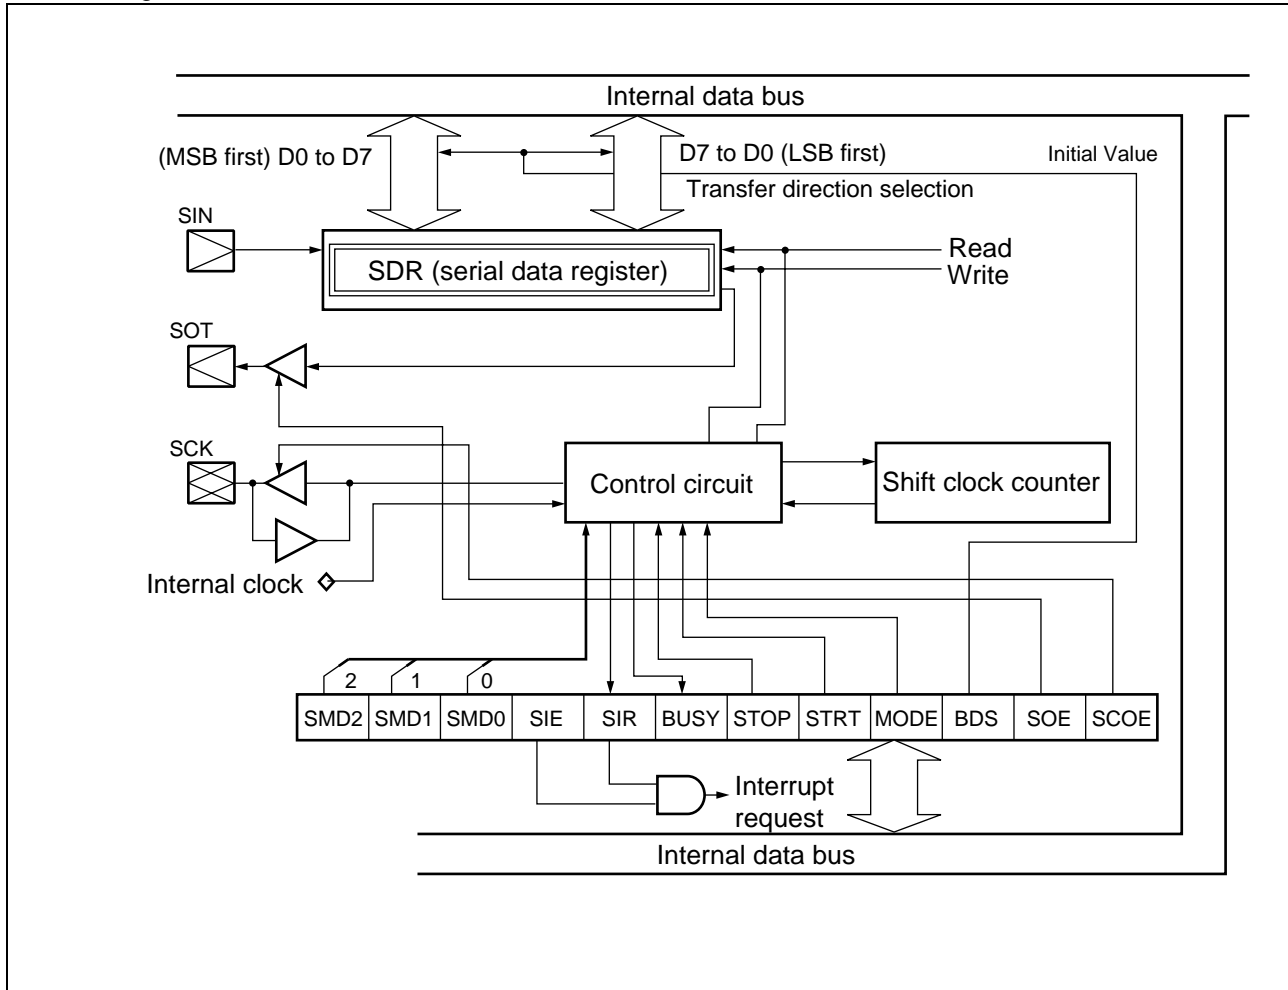 Internal data bus
(MSB first) D0 to D7
D7 to D0 (LSB first)
Initial Value
Transfer direction selection
SIN
SDR (serial data register)
Read
Write
SOT
SCK
Control circuit
Shift clock counter
Internal clock
2 1 0
SMD2 SMD1 SMD0 SIE SIR BUSY STOP STRT MODE BDS SOE SCOE
Interrupt
request
Internal data bus